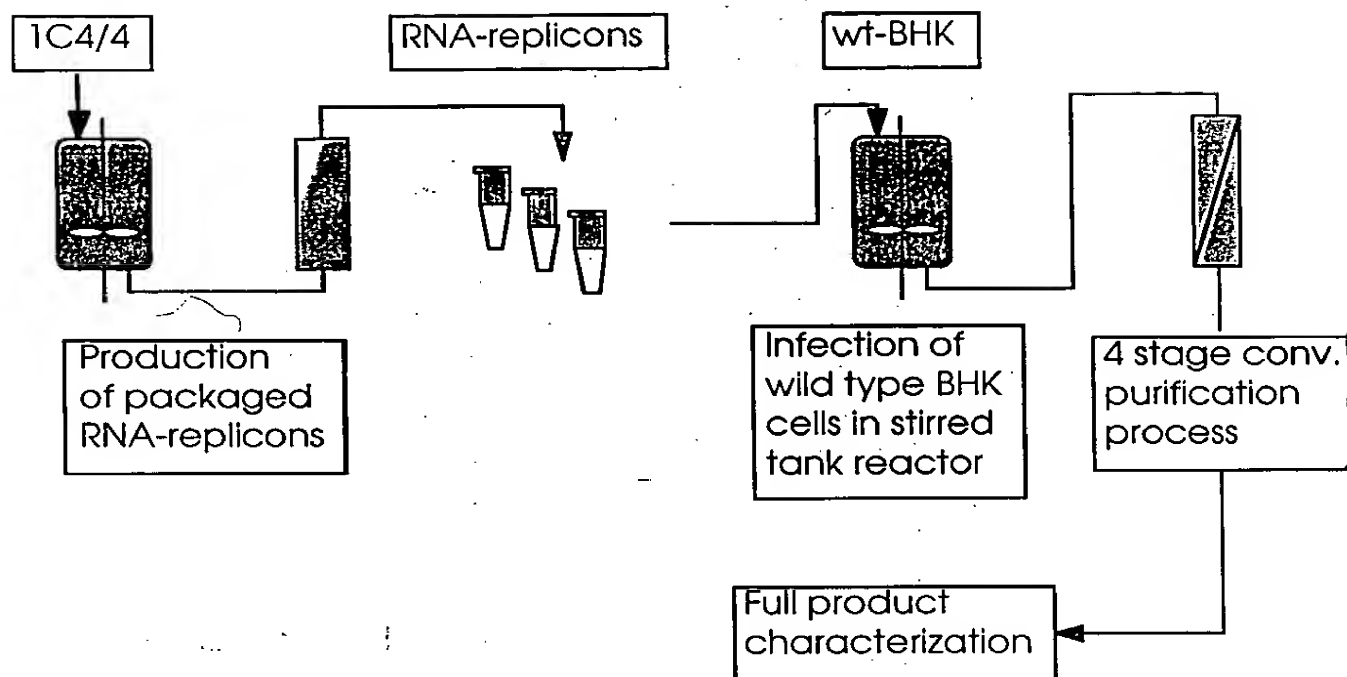 1C4/4
RNA-replicons
wt-BHK
Production
of packaged
RNA-replicons
Infection of
wild type BHK
cells in stirred
tank reactor
4 stage conv.
purification
process
Full product
characterization